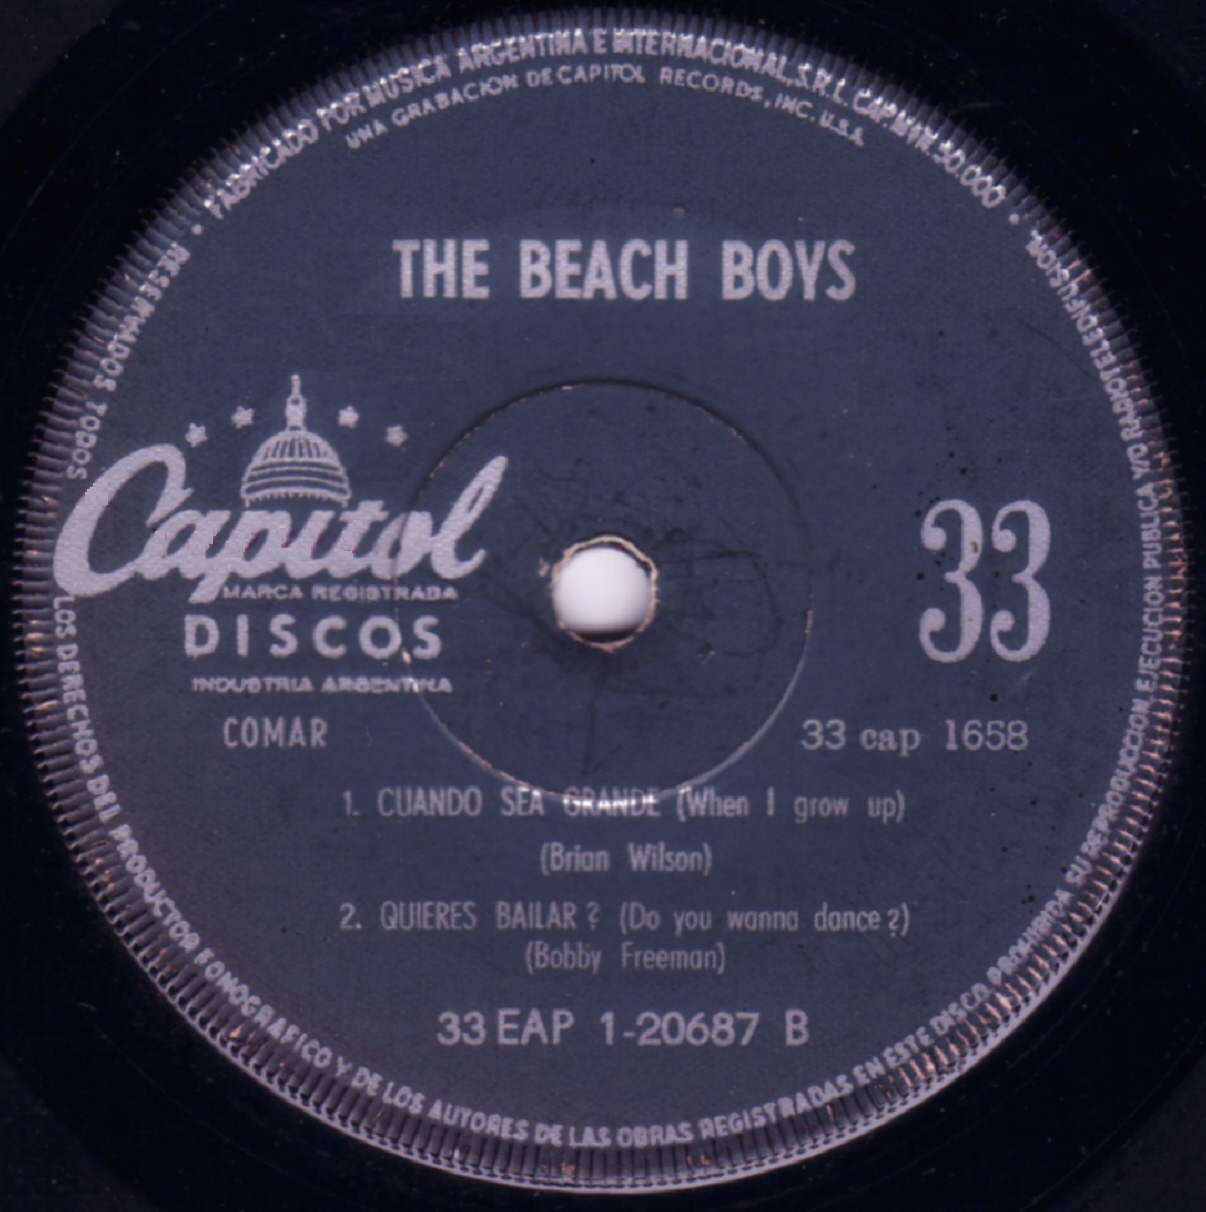 FABRICADO POR MUSICA ARGENTINA E INTERNACIONAL, S.R.L. CAP. M$N. 50.000 •
UNA GRABACION DE CAPITOL RECORDS, INC. U.S.A.
THE BEACH BOYS
Capitol
MARCA REGISTRADA
DISCOS
INDUSTRIA ARGENTINA
33
COMAR
33 cap 1658
1. CUANDO SEA GRANDE (When I grow up)
(Brian Wilson)
2. QUIERES BAILAR? (Do you wanna dance?)
(Bobby Freeman)
33 EAP 1-20687 B
RESERVADOS TODOS LOS DERECHOS DEL PRODUCTOR FONOGRAFICO Y DE LOS AUTORES DE LAS OBRAS REGISTRADAS EN ESTE DISCO. PROHIBIDA SU REPRODUCCION, EJECUCION PUBLICA Y/O RADIOTELEDIFUSION. •